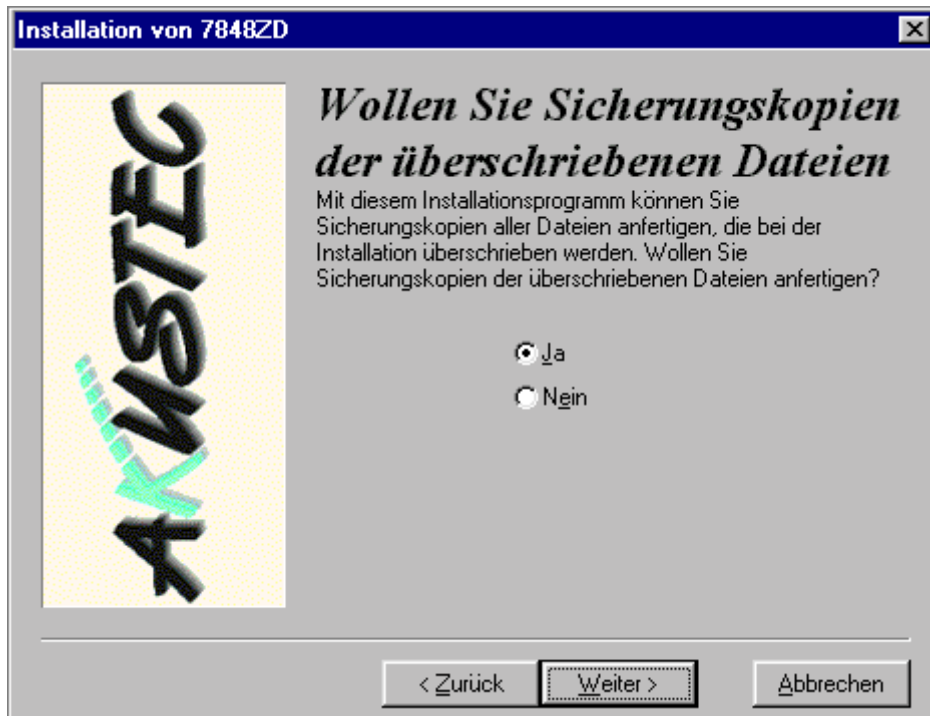 Installation von 7848ZD
AKUSTEC
Wollen Sie Sicherungskopien
der überschriebenen Dateien
Mit diesem Installationsprogramm können Sie
Sicherungskopien aller Dateien anfertigen, die bei der
Installation überschrieben werden. Wollen Sie
Sicherungskopien der überschriebenen Dateien anfertigen?
Ja
Nein
< Zurück
Weiter >
Abbrechen